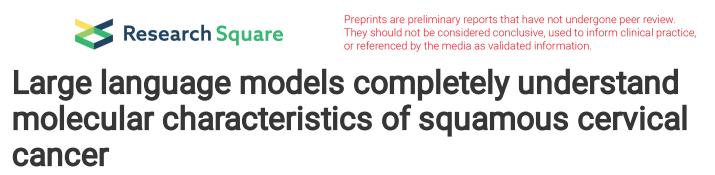 Research Square
Preprints are preliminary reports that have not undergone peer review.
They should not be considered conclusive, used to inform clinical practice,
or referenced by the media as validated information.
Large language models completely understand
molecular characteristics of squamous cervical
cancer